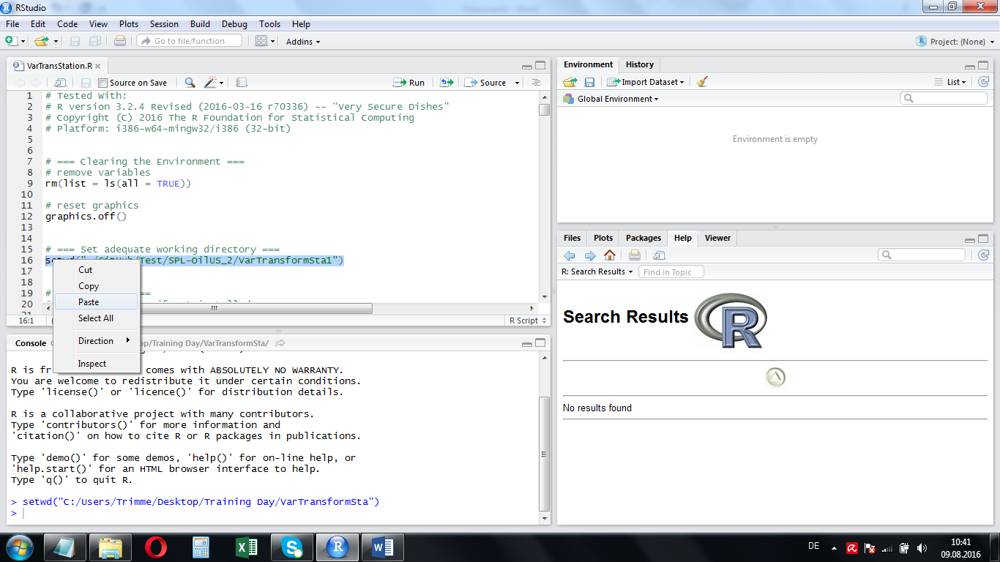 RStudio
File Edit Code View Plots Session Build Debug Tools Help
Go to file/function
Addins
Project: (None)
VarTransStation.R
Source on Save
Run
Source
1 # Tested With:
2 # R version 3.2.4 Revised (2016-03-16 r70336) -- "Very Secure Dishes"
3 # Copyright (C) 2016 The R Foundation for Statistical Computing
4 # Platform: i386-w64-mingw32/i386 (32-bit)
5
6
7 # === Clearing the Environment ===
8 # remove variables
9 rm(list = ls(all = TRUE))
10
11 # reset graphics
12 graphics.off()
13
14
15 # === Set adequate working directory ===
16 setwd("./GitHub/Test/SPL-OilUS_2/VarTransformSta1")
17
18
19 # ==
20
21
Cut
Copy
Paste
Select All
Direction
Inspect
16:1
R Script
Console
op/Training Day/VarTransformSta/
R is fr comes with ABSOLUTELY NO WARRANTY.
You are welcome to redistribute it under certain conditions.
Type 'license()' or 'licence()' for distribution details.
R is a collaborative project with many contributors.
Type 'contributors()' for more information and
'citation()' on how to cite R or R packages in publications.
Type 'demo()' for some demos, 'help()' for on-line help, or
'help.start()' for an HTML browser interface to help.
Type 'q()' to quit R.
> setwd("C:/Users/Trimme/Desktop/Training Day/VarTransformSta")
>
Environment History
Import Dataset
List
Global Environment
Environment is empty
Files Plots Packages Help Viewer
R: Search Results
Find in Topic
Search Results
R
No results found
DE
10:41
09.08.2016